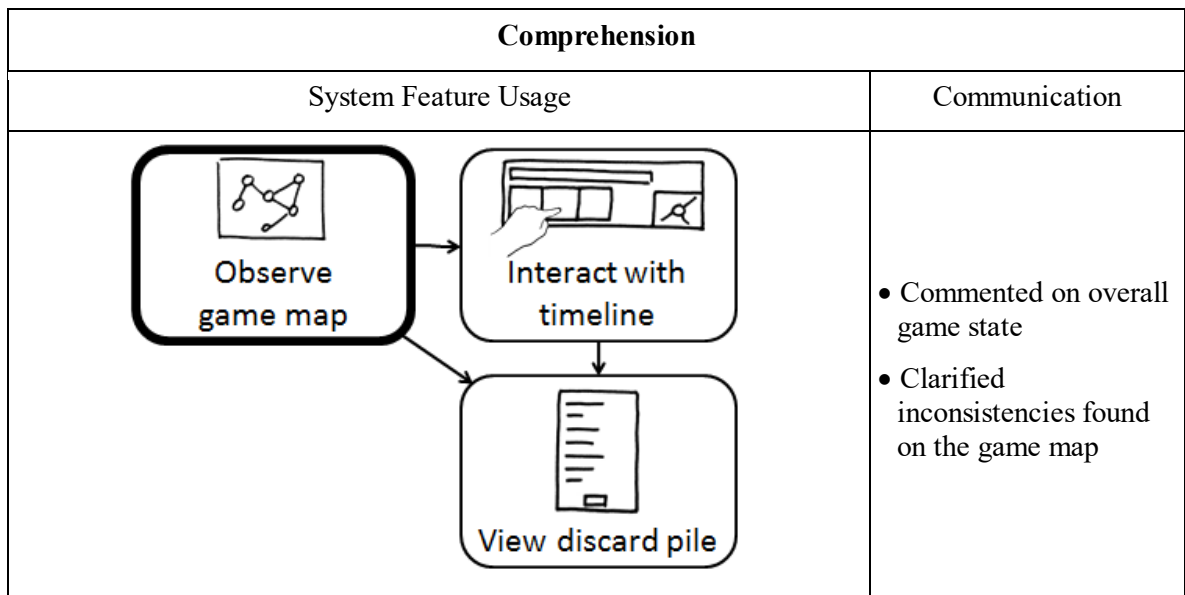 Comprehension
System Feature Usage
Communication
Observe
game map
Interact with
timeline
View discard pile
• Commented on overall
game state
• Clarified
inconsistencies found
on the game map